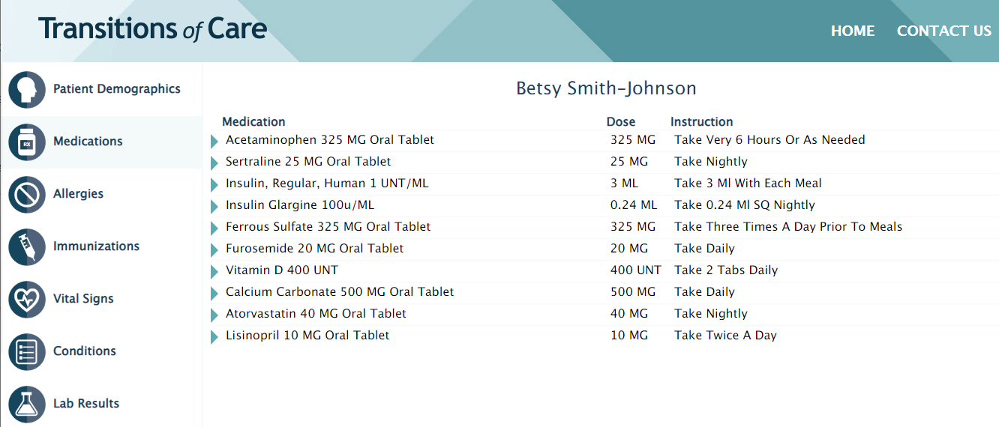 Transitions of Care
HOME CONTACT US
Patient Demographics
Medications
RX
Allergies
Immunizations
Vital Signs
Conditions
Lab Results
Betsy Smith-Johnson
Medication Dose Instruction
Acetaminophen 325 MG Oral Tablet 325 MG Take Very 6 Hours Or As Needed
Sertraline 25 MG Oral Tablet 25 MG Take Nightly
Insulin, Regular, Human 1 UNT/ML 3 ML Take 3 Ml With Each Meal
Insulin Glargine 100u/ML 0.24 ML Take 0.24 Ml SQ Nightly
Ferrous Sulfate 325 MG Oral Tablet 325 MG Take Three Times A Day Prior To Meals
Furosemide 20 MG Oral Tablet 20 MG Take Daily
Vitamin D 400 UNT 400 UNT Take 2 Tabs Daily
Calcium Carbonate 500 MG Oral Tablet 500 MG Take Daily
Atorvastatin 40 MG Oral Tablet 40 MG Take Nightly
Lisinopril 10 MG Oral Tablet 10 MG Take Twice A Day